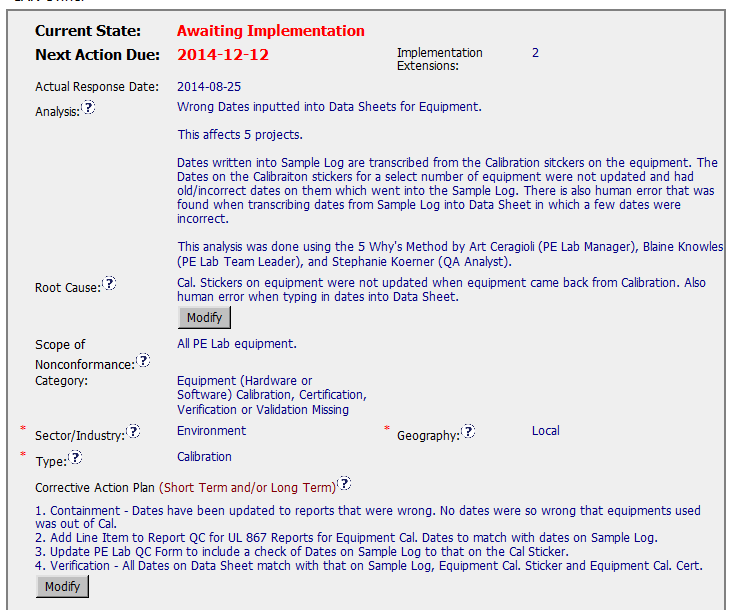 Current State: Awaiting Implementation
Next Action Due: 2014-12-12 Implementation Extensions: 2
Actual Response Date: 2014-08-25
Analysis: Wrong Dates inputted into Data Sheets for Equipment.
This affects 5 projects.
Dates written into Sample Log are transcribed from the Calibration sitckers on the equipment. The
Dates on the Calibraiton stickers for a select number of equipment were not updated and had
old/incorrect dates on them which went into the Sample Log. There is also human error that was
found when transcribing dates from Sample Log into Data Sheet in which a few dates were
incorrect.
This analysis was done using the 5 Why's Method by Art Ceragioli (PE Lab Manager), Blaine Knowles
(PE Lab Team Leader), and Stephanie Koerner (QA Analyst).
Root Cause: Cal. Stickers on equipment were not updated when equipment came back from Calibration. Also
human error when typing in dates into Data Sheet.
Modify
Scope of Nonconformance: All PE Lab equipment.
Category: Equipment (Hardware or
Software) Calibration, Certification,
Verification or Validation Missing
* Sector/Industry: Environment * Geography: Local
* Type: Calibration
Corrective Action Plan (Short Term and/or Long Term)
1. Containment - Dates have been updated to reports that were wrong. No dates were so wrong that equipments used
was out of Cal.
2. Add Line Item to Report QC for UL 867 Reports for Equipment Cal. Dates to match with dates on Sample Log.
3. Update PE Lab QC Form to include a check of Dates on Sample Log to that on the Cal Sticker.
4. Verification - All Dates on Data Sheet match with that on Sample Log, Equipment Cal. Sticker and Equipment Cal. Cert.
Modify